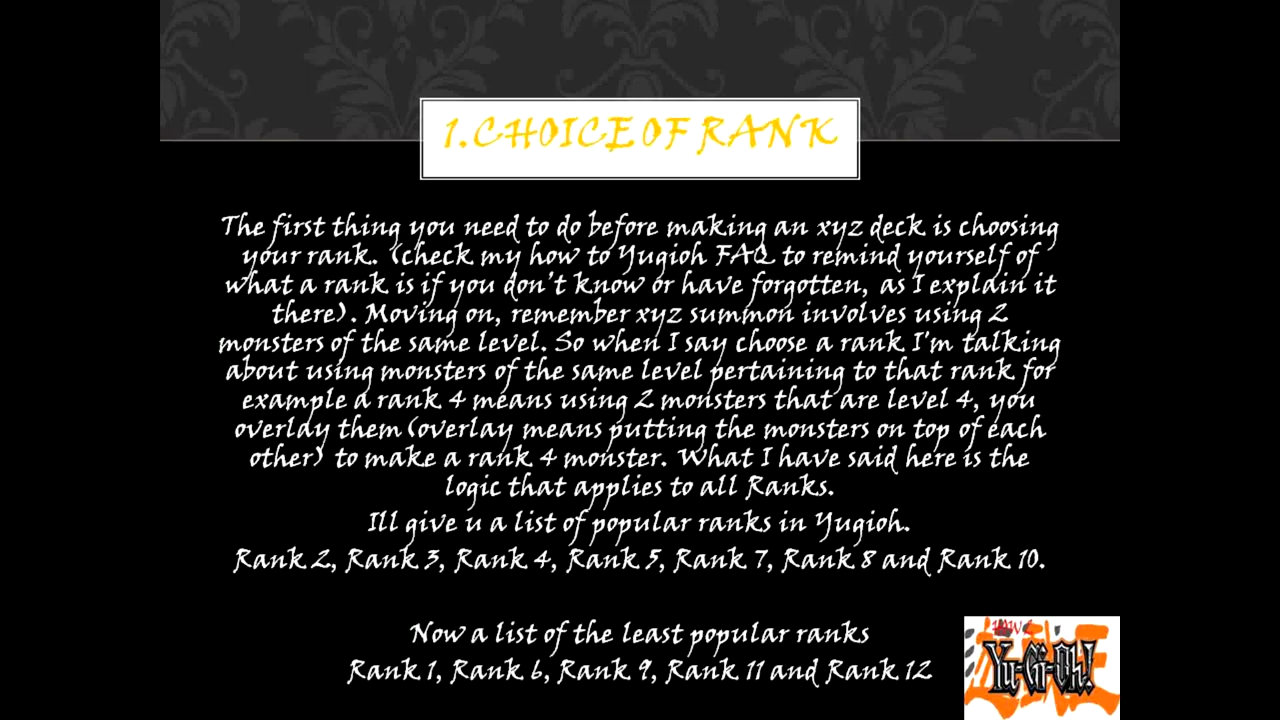 1.CHOICE OF RANK
The first thing you need to do before making an xyz deck is choosing
your rank. (check my how to Yugioh FAQ to remind yourself of
what a rank is if you don't know or have forgotten, as I explain it
there). Moving on, remember xyz summon involves using 2
monsters of the same level. So when I say choose a rank I'm talking
about using monsters of the same level pertaining to that rank for
example a rank 4 means using 2 monsters that are level 4, you
overlay them (overlay means putting the monsters on top of each
other) to make a rank 4 monster. What I have said here is the
logic that applies to all Ranks.
Ill give u a list of popular ranks in Yugioh.
Rank 2, Rank 3, Rank 4, Rank 5, Rank 7, Rank 8 and Rank 10.
Now a list of the least popular ranks
Rank 1, Rank 6, Rank 9, Rank 11 and Rank 12
Yu-Gi-Oh!